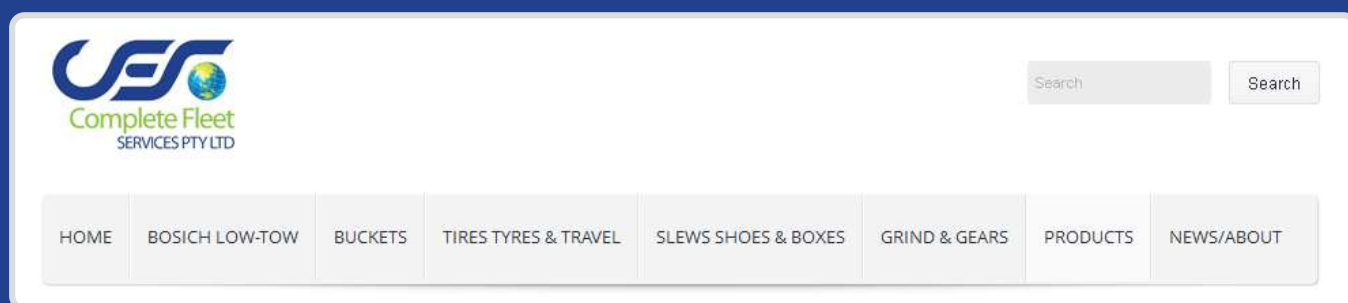 CFS
Complete Fleet
SERVICES PTY LTD
Search Search
HOME BOSICH LOW-TOW BUCKETS TIRES TYRES & TRAVEL SLEWS SHOES & BOXES GRIND & GEARS PRODUCTS NEWS/ABOUT